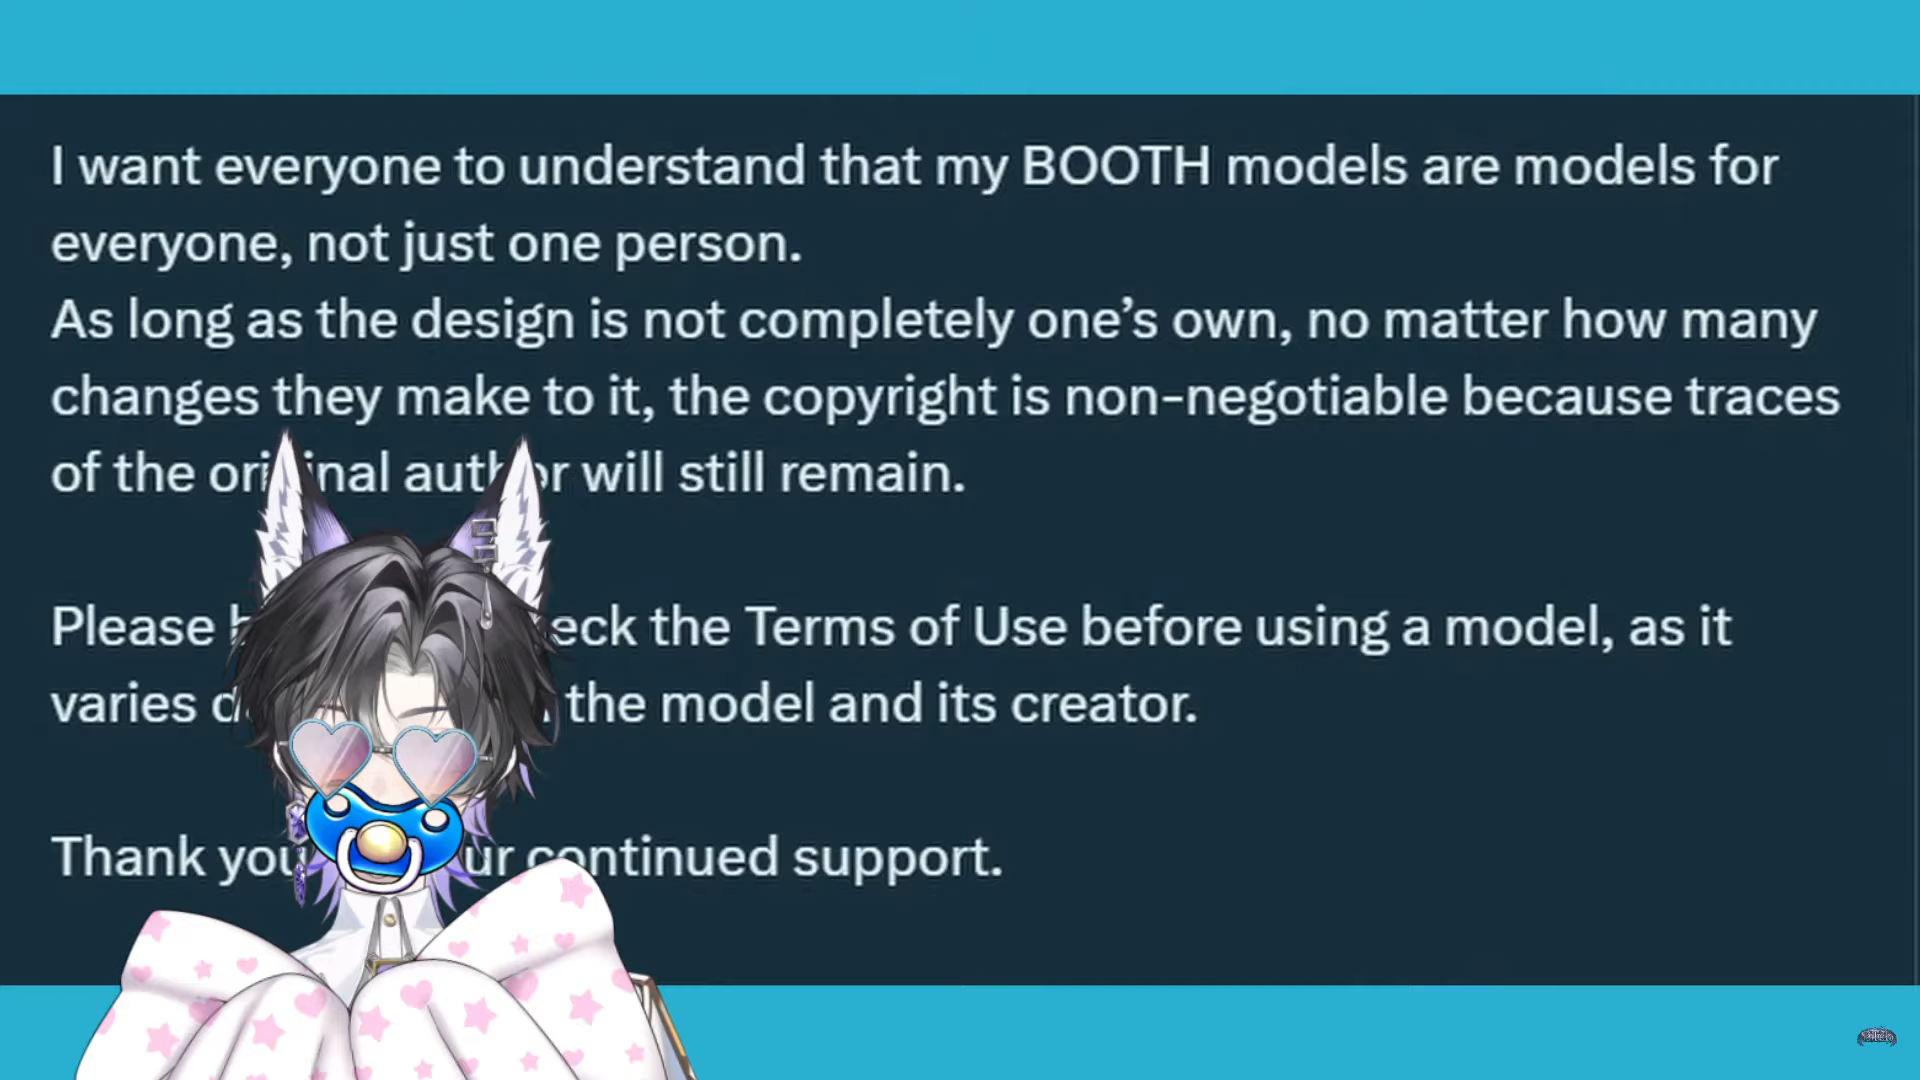 I want everyone to understand that my BOOTH models are models for
everyone, not just one person.
As long as the design is not completely one's own, no matter how many
changes they make to it, the copyright is non-negotiable because traces
of the original author will still remain.
Please the Terms of Use before using a model, as it
varies the model and its creator.
Thank you continued support.